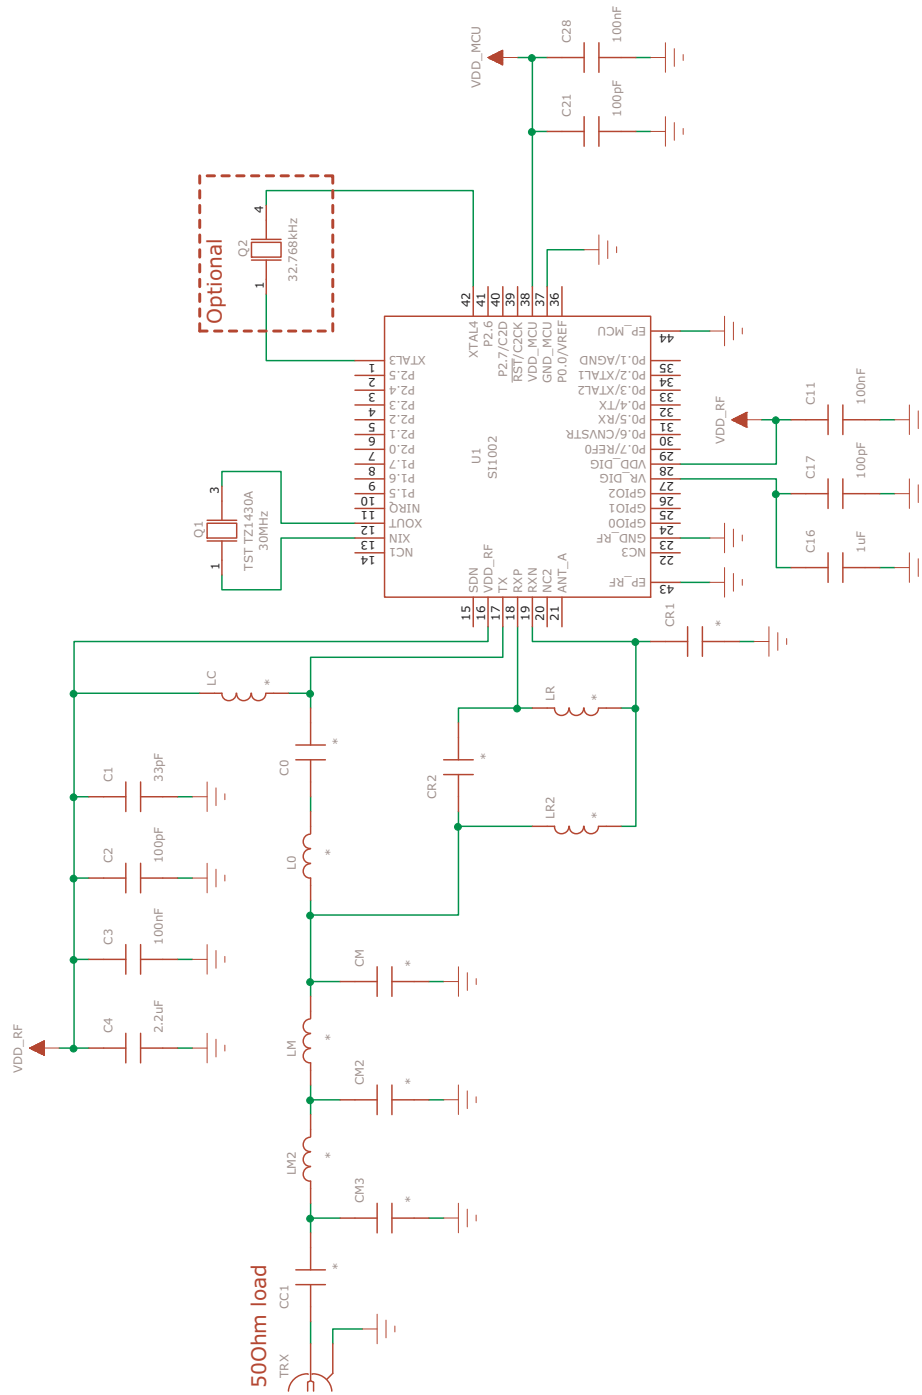 VDD_MCU
C28
100nF
C21
100pF
Optional
Q2
32.768kHz
1
4
Q1
TST TZ1430A
30MHz
1
3
U1
SI1002
42
XTAL4
41
P2.6
40
P2.7/C2D
39
RST/C2CK
38
VDD_MCU
37
GND_MCU
36
P0.0/VREF
XTAL3
1
P2.5
2
P2.4
3
P2.3
4
P2.2
5
P2.1
6
P2.0
7
P1.7
8
P1.6
9
P1.5
10
NIRQ
11
XOUT
12
XIN
13
NC1
14
EP_MCU
44
P0.1/AGND
35
P0.2/XTAL1
34
P0.3/XTAL2
33
P0.4/TX
32
P0.5/RX
31
P0.6/CNVSTR
30
P0.7/REF0
29
VDD_DIG
28
VR_DIG
27
GPIO2
26
GPIO1
25
GPIO0
24
GND_RF
23
NC3
22
EP_RF
43
15
SDN
16
VDD_RF
17
TX
18
RXP
19
RXN
20
NC2
21
ANT_A
VDD_RF
C11
100nF
C17
100pF
C16
1uF
CR1
*
LC
*
C0
*
L0
*
CR2
*
LR
*
LR2
*
C1
33pF
C2
100pF
C3
100nF
C4
2.2uF
VDD_RF
CM
*
LM
*
CM2
*
LM2
*
CM3
*
CC1
*
50Ohm load
TRX